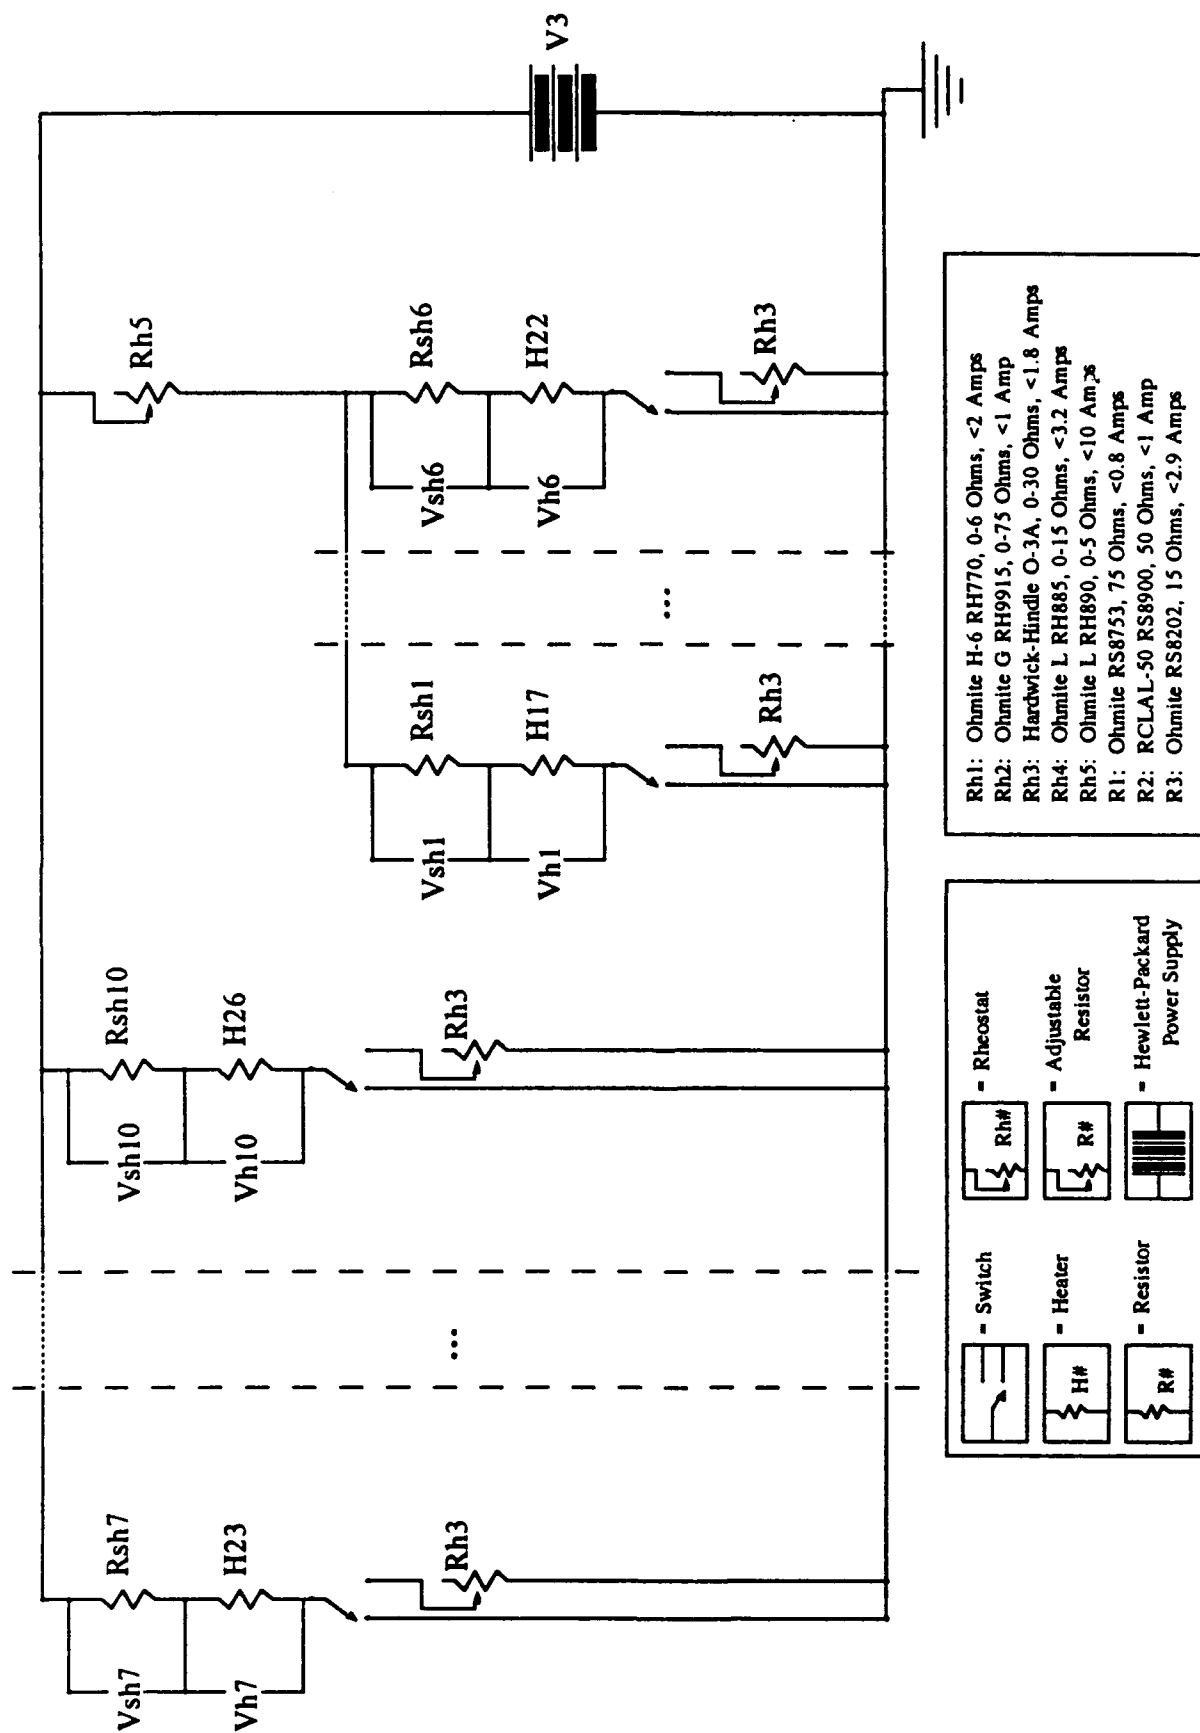 V3
Rh5
Rsh6
H22
Vsh6
Vh6
Rh3
...
Rsh1
H17
Vsh1
Vh1
Rh3
Rsh10
H26
Vsh10
Vh10
Rh3
...
Rsh7
H23
Vsh7
Vh7
Rh3
= Switch
= Heater
H#
= Resistor
R#
= Rheostat
Rh#
= Adjustable
Resistor
R#
= Hewlett-Packard
Power Supply
Rh1: Ohmite H-6 RH770, 0-6 Ohms, <2 Amps
Rh2: Ohmite G RH9915, 0-75 Ohms, <1 Amp
Rh3: Hardwick-Hindle O-3A, 0-30 Ohms, <1.8 Amps
Rh4: Ohmite L RH885, 0-15 Ohms, <3.2 Amps
Rh5: Ohmite L RH890, 0-5 Ohms, <10 Amps
R1: Ohmite RS8753, 75 Ohms, <0.8 Amps
R2: RCLAL-50 RS8900, 50 Ohms, <1 Amp
R3: Ohmite RS8202, 15 Ohms, <2.9 Amps